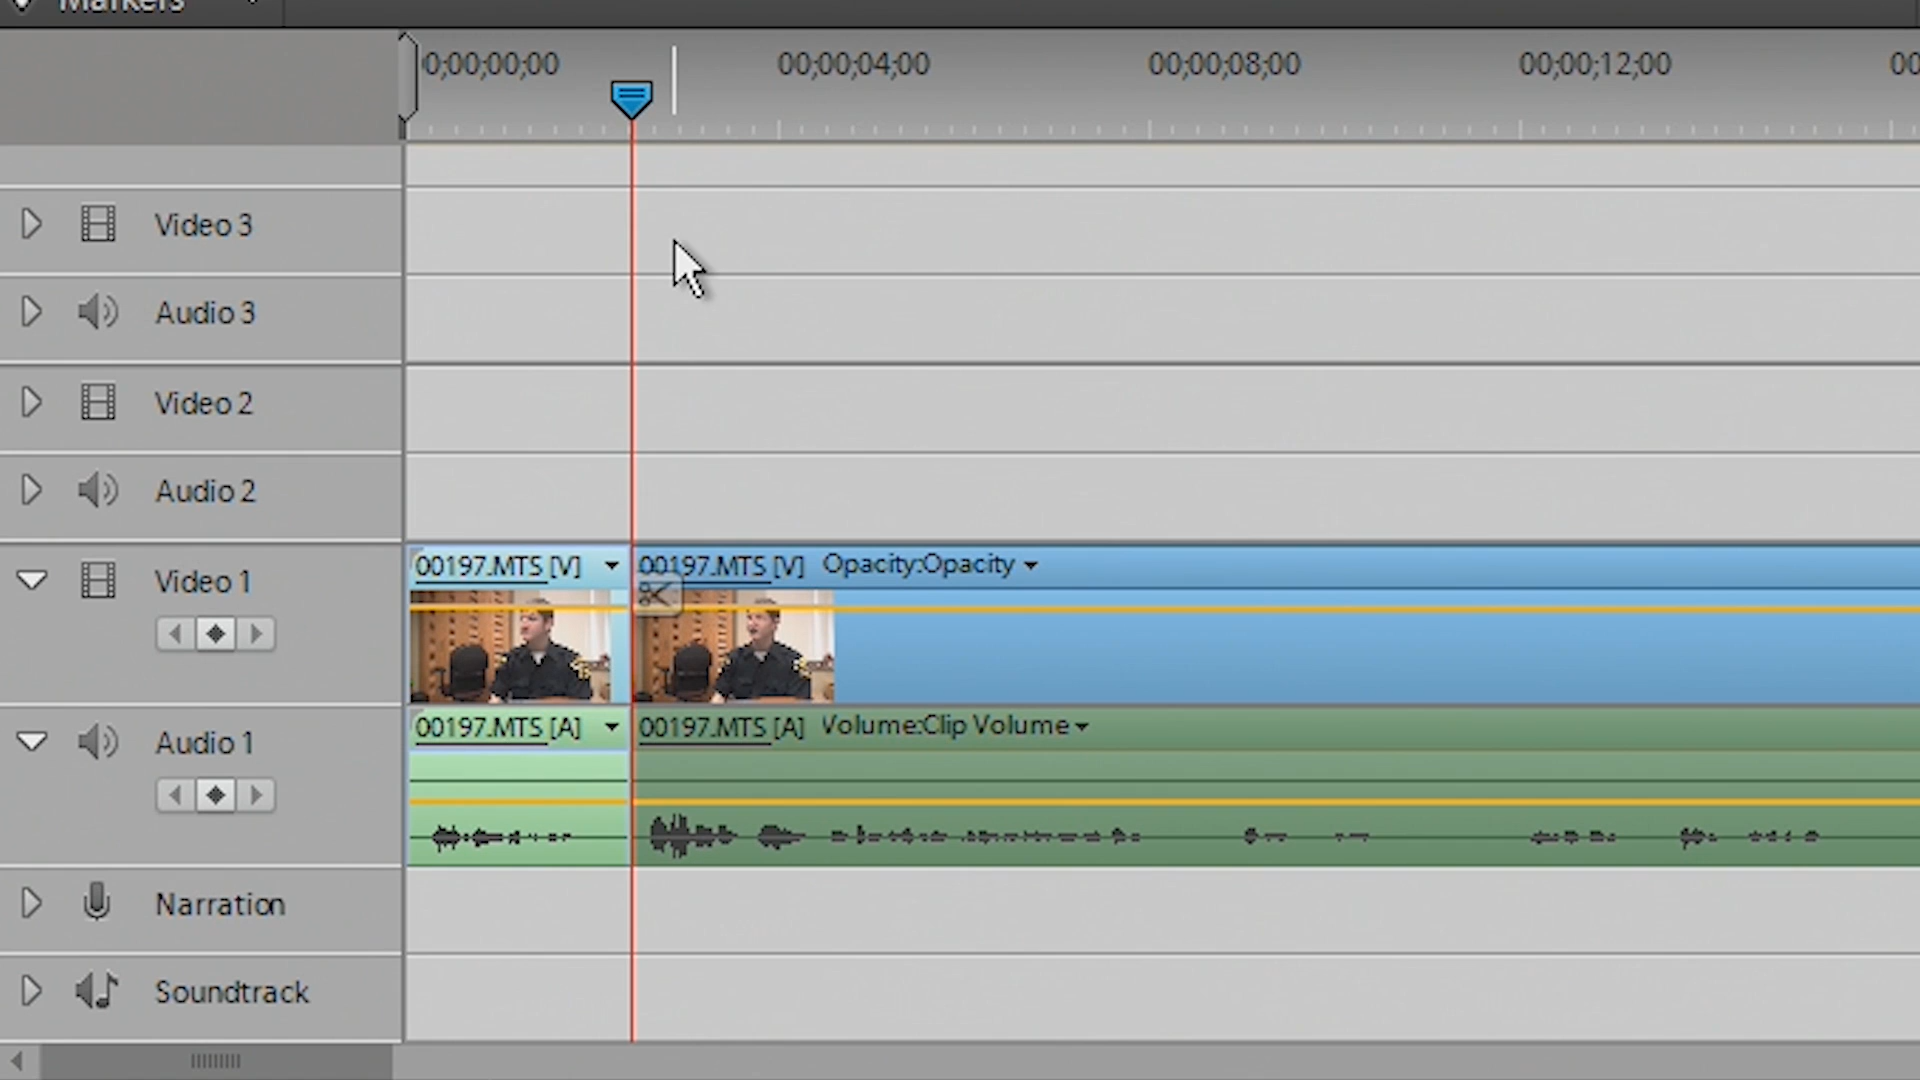 Markers
0;00;00;00 00;00;04;00 00;00;08;00 00;00;12;00 00
Video 3
Audio 3
Video 2
Audio 2
Video 1
00197.MTS [V] 00197.MTS [V] Opacity:Opacity
Audio 1
00197.MTS [A] 00197.MTS [A] Volume:Clip Volume
Narration
Soundtrack